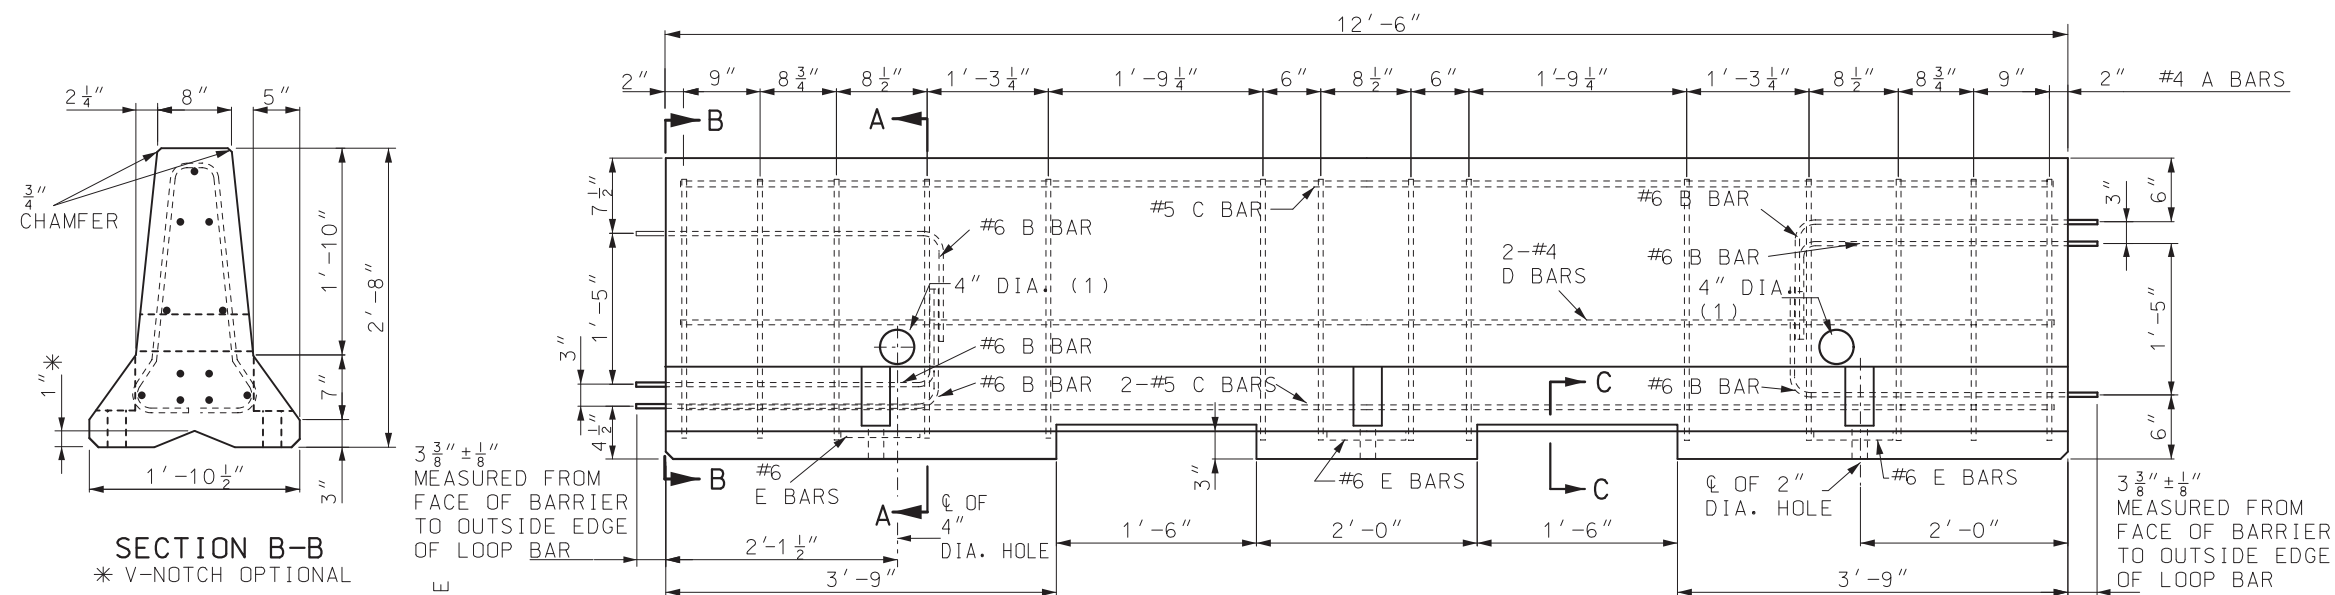 12'-6"
2 1/4"
8"
5"
2"
9"
8 3/4"
8 1/2"
1'-3 1/4"
1'-9 1/4"
6"
8 1/2"
6"
1'-9 1/4"
1'-3 1/4"
8 1/2"
8 3/4"
9"
2"
#4 A BARS
B
A
3/4"
CHAMFER
1'-10"
2'-8"
1"*
7"
3"
1'-10 1/2"
SECTION B-B
* V-NOTCH OPTIONAL
7 1/2"
1'-5"
3"
4 1/2"
#6 B BAR
4" DIA. (1)
#6 B BAR
#6 B BAR
#5 C BAR
2-#5 C BARS
2-#4
D BARS
#6 B BAR
#6 B BAR
4" DIA.
(1)
#6 B BAR
3"
6"
1'-5"
6"
C
C
B
A
#6
E BARS
3"
#6 E BARS
#6 E BARS
℄ OF
4"
DIA. HOLE
℄ OF 2"
DIA. HOLE
3 3/8" ± 1/8"
MEASURED FROM
FACE OF BARRIER
TO OUTSIDE EDGE
OF LOOP BAR
E
2'-1 1/2"
1'-6"
2'-0"
1'-6"
2'-0"
3'-9"
3'-9"
3 3/8" ± 1/8"
MEASURED FROM
FACE OF BARRIER
TO OUTSIDE EDGE
OF LOOP BAR